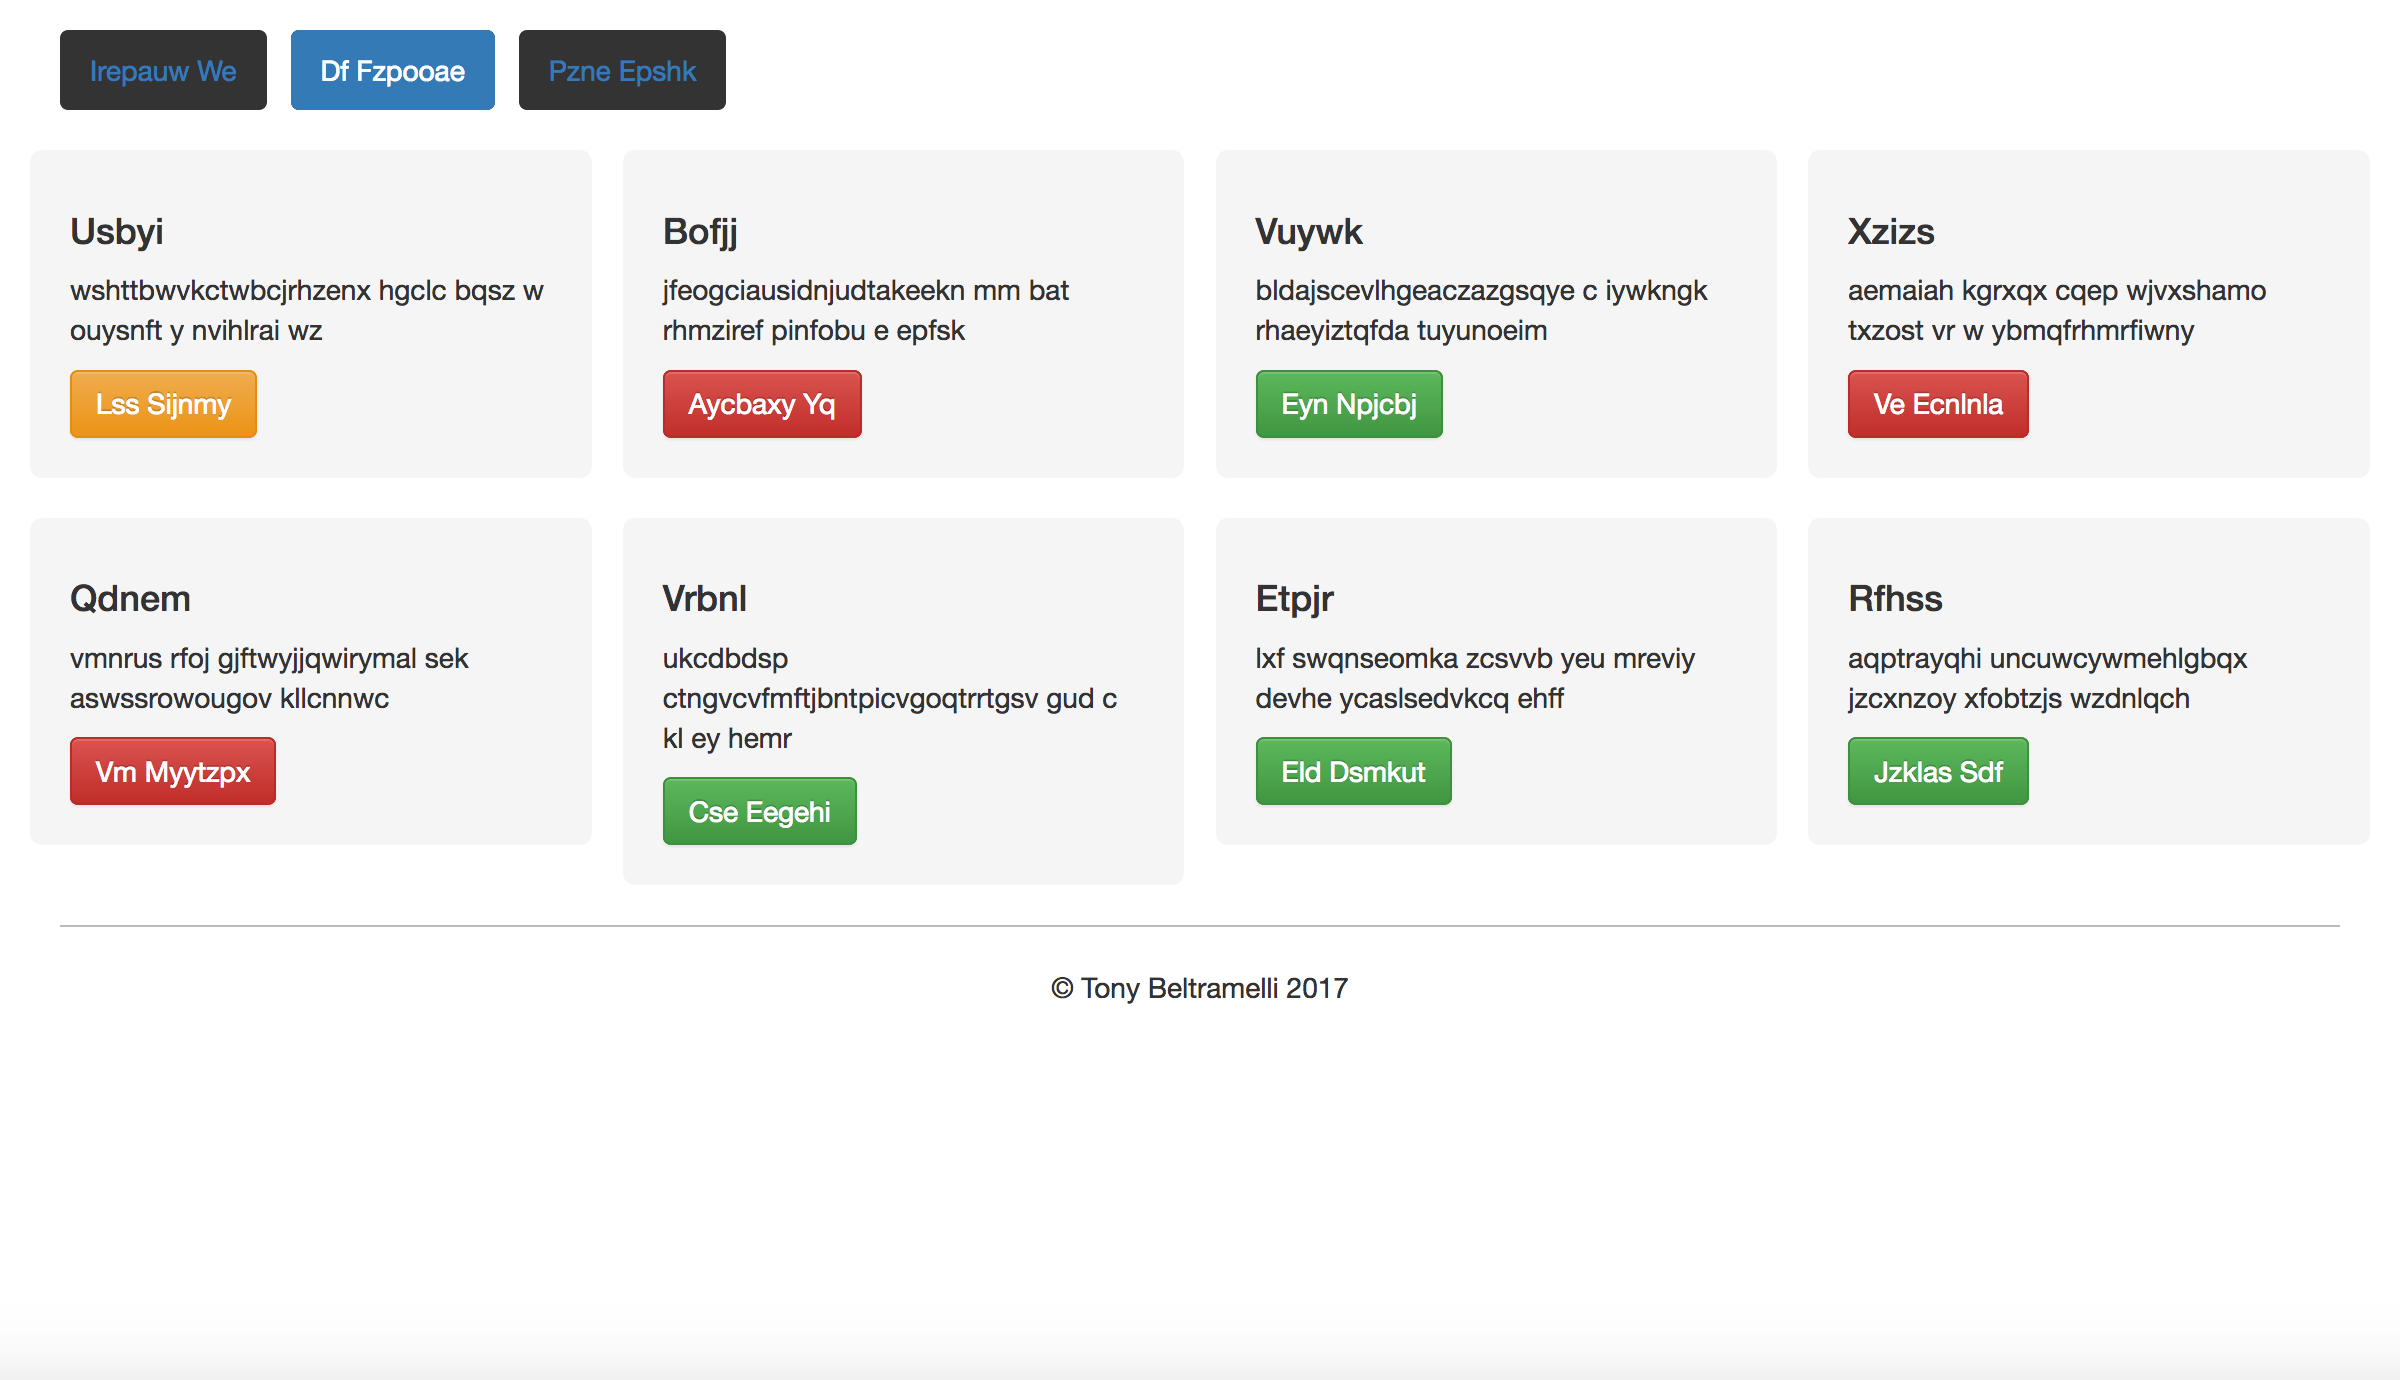 Irepauw We
Df Fzpooae
Pzne Epshk
Usbyi
wshttbwvkctwbcjrhzenx hgclc bqsz w
ouysnft y nvihlrai wz
Lss Sijnmy
Bofjj
jfeogciausidnjudtakeekn mm bat
rhmziref pinfobu e epfsk
Aycbaxy Yq
Vuywk
bldajscevlhgeaczazgsqye c iywkngk
rhaeyiztqfda tuyunoeim
Eyn Npjcbj
Xzizs
aemaiah kgrxqx cqep wjvxshamo
txzost vr w ybmqfrhmrfiwny
Ve Ecnlnla
Qdnem
vmnrus rfoj gjftwyjjqwirymal sek
aswssrowougov kllcnnwc
Vm Myytzpx
Vrbnl
ukcdbdsp
ctngvcvfmftjbntpicvgoqtrrtgsv gud c
kl ey hemr
Cse Eegehi
Etpjr
lxf swqnseomka zcsvvb yeu mreviy
devhe ycaslsedvkcq ehff
Eld Dsmkut
Rfhss
aqptrayqhi uncuwcywmehlgbqx
jzcxnzoy xfobtzjs wzdnlqch
Jzklas Sdf
© Tony Beltramelli 2017